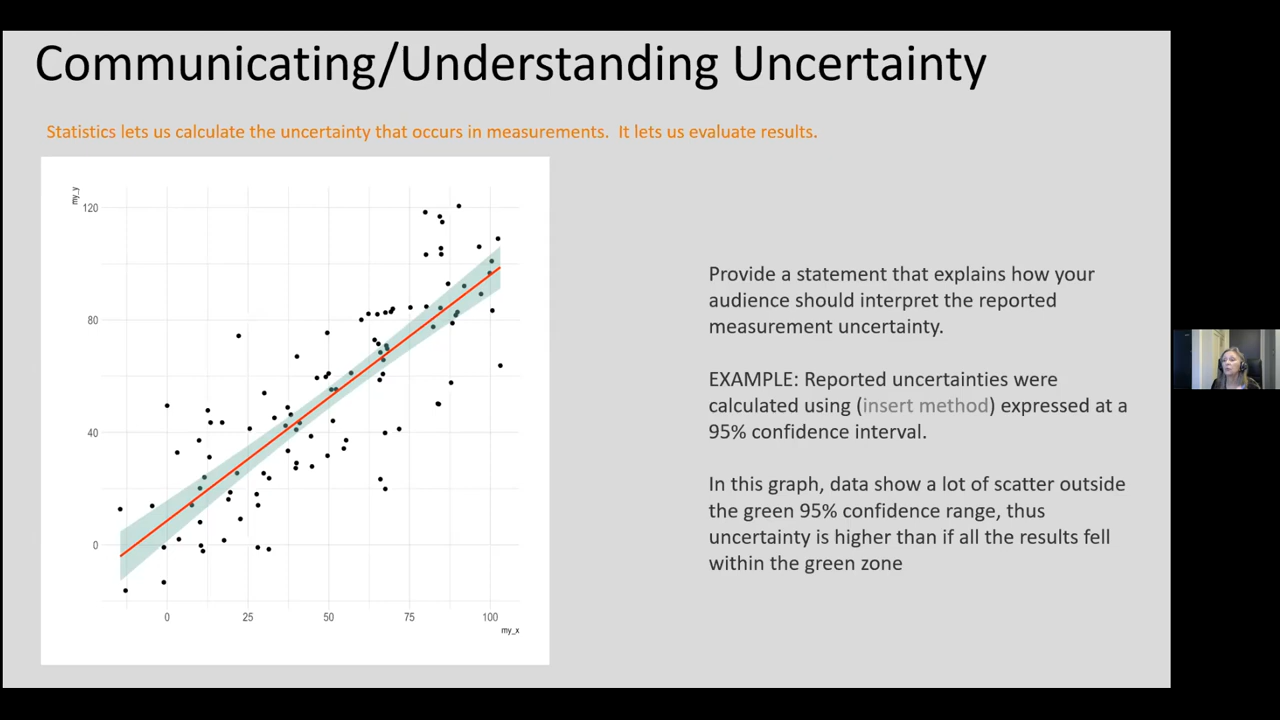 Communicating/Understanding Uncertainty
Statistics lets us calculate the uncertainty that occurs in measurements.  It lets us evaluate results.
my_y
120
80
40
0
0
25
50
75
100
my_x
Provide a statement that explains how your
audience should interpret the reported
measurement uncertainty.
EXAMPLE: Reported uncertainties were
calculated using (insert method) expressed at a
95% confidence interval.
In this graph, data show a lot of scatter outside
the green 95% confidence range, thus
uncertainty is higher than if all the results fell
within the green zone